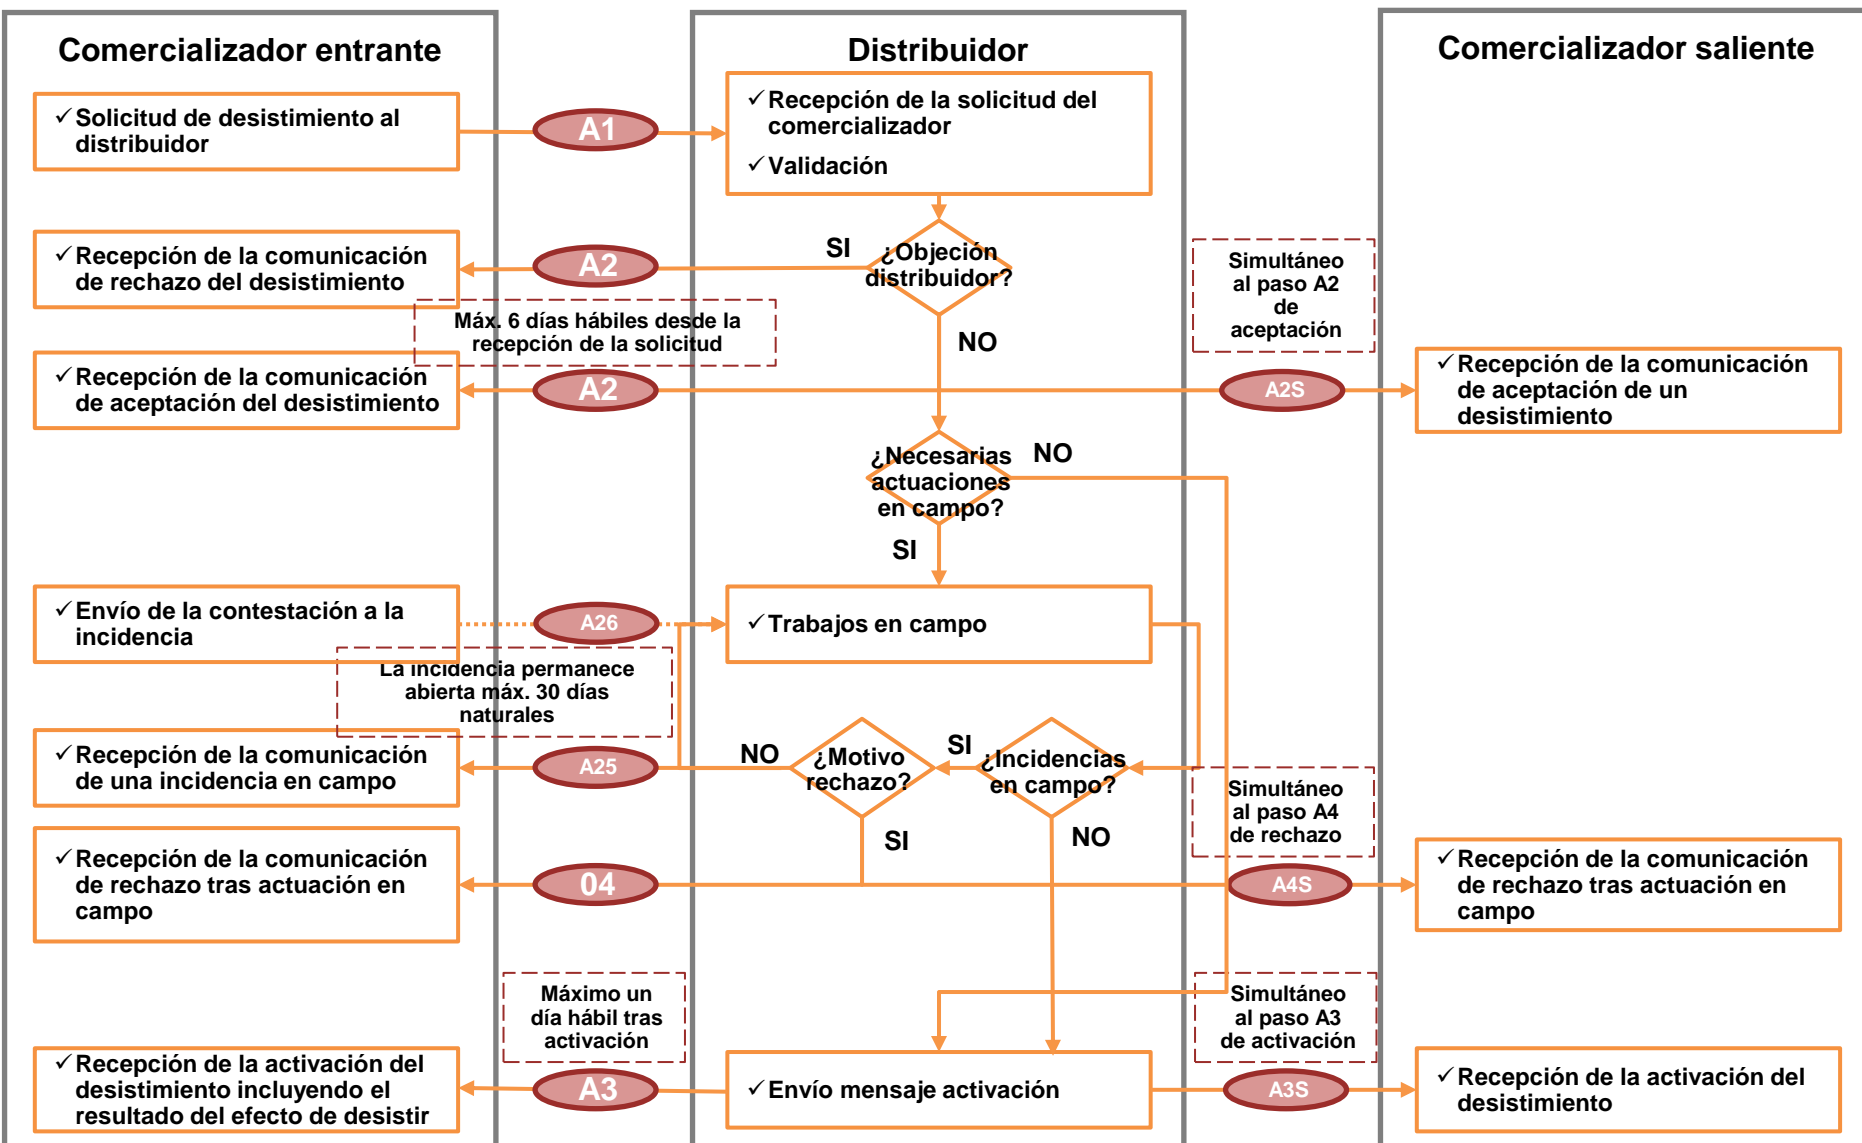 Comercializador entrante
Distribuidor
Comercializador saliente
✓ Solicitud de desistimiento al
distribuidor
A1
✓ Recepción de la solicitud del
comercializador
✓ Validación
✓ Recepción de la comunicación
de rechazo del desistimiento
A2
SI
¿Objeción
distribuidor?
Simultáneo
al paso A2
de
aceptación
Máx. 6 días hábiles desde la
recepción de la solicitud
NO
✓ Recepción de la comunicación
de aceptación del desistimiento
A2
A2S
✓ Recepción de la comunicación
de aceptación de un
desistimiento
¿Necesarias
actuaciones
en campo?
NO
SI
✓ Envío de la contestación a la
incidencia
A26
✓ Trabajos en campo
La incidencia permanece
abierta máx. 30 días
naturales
✓ Recepción de la comunicación
de una incidencia en campo
A25
NO
¿Motivo
rechazo?
SI
¿Incidencias
en campo?
Simultáneo
al paso A4
de rechazo
SI
NO
✓ Recepción de la comunicación
de rechazo tras actuación en
campo
04
A4S
✓ Recepción de la comunicación
de rechazo tras actuación en
campo
Máximo un
día hábil tras
activación
Simultáneo
al paso A3
de activación
✓ Recepción de la activación del
desistimiento incluyendo el
resultado del efecto de desistir
A3
✓ Envío mensaje activación
A3S
✓ Recepción de la activación del
desistimiento